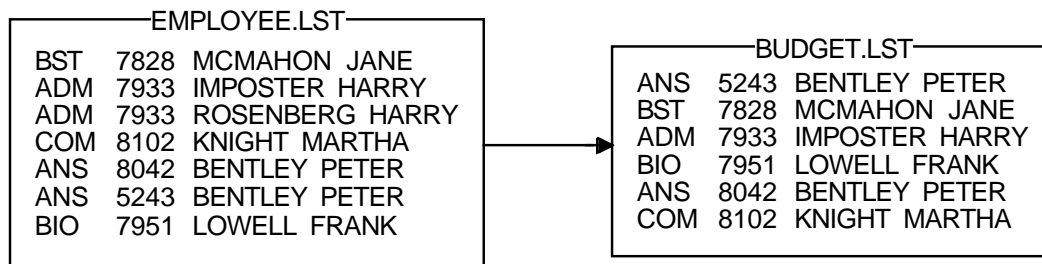 EMPLOYEE.LST
BST 7828 MCMAHON JANE
ADM 7933 IMPOSTER HARRY
ADM 7933 ROSENBERG HARRY
COM 8102 KNIGHT MARTHA
ANS 8042 BENTLEY PETER
ANS 5243 BENTLEY PETER
BIO 7951 LOWELL FRANK
BUDGET.LST
ANS 5243 BENTLEY PETER
BST 7828 MCMAHON JANE
ADM 7933 IMPOSTER HARRY
BIO 7951 LOWELL FRANK
ANS 8042 BENTLEY PETER
COM 8102 KNIGHT MARTHA